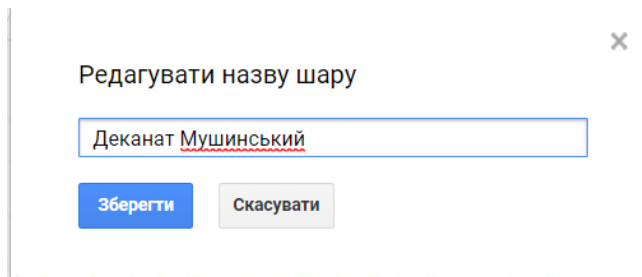 Редагувати назву шару
Деканат Мушинський
Зберегти Скасувати